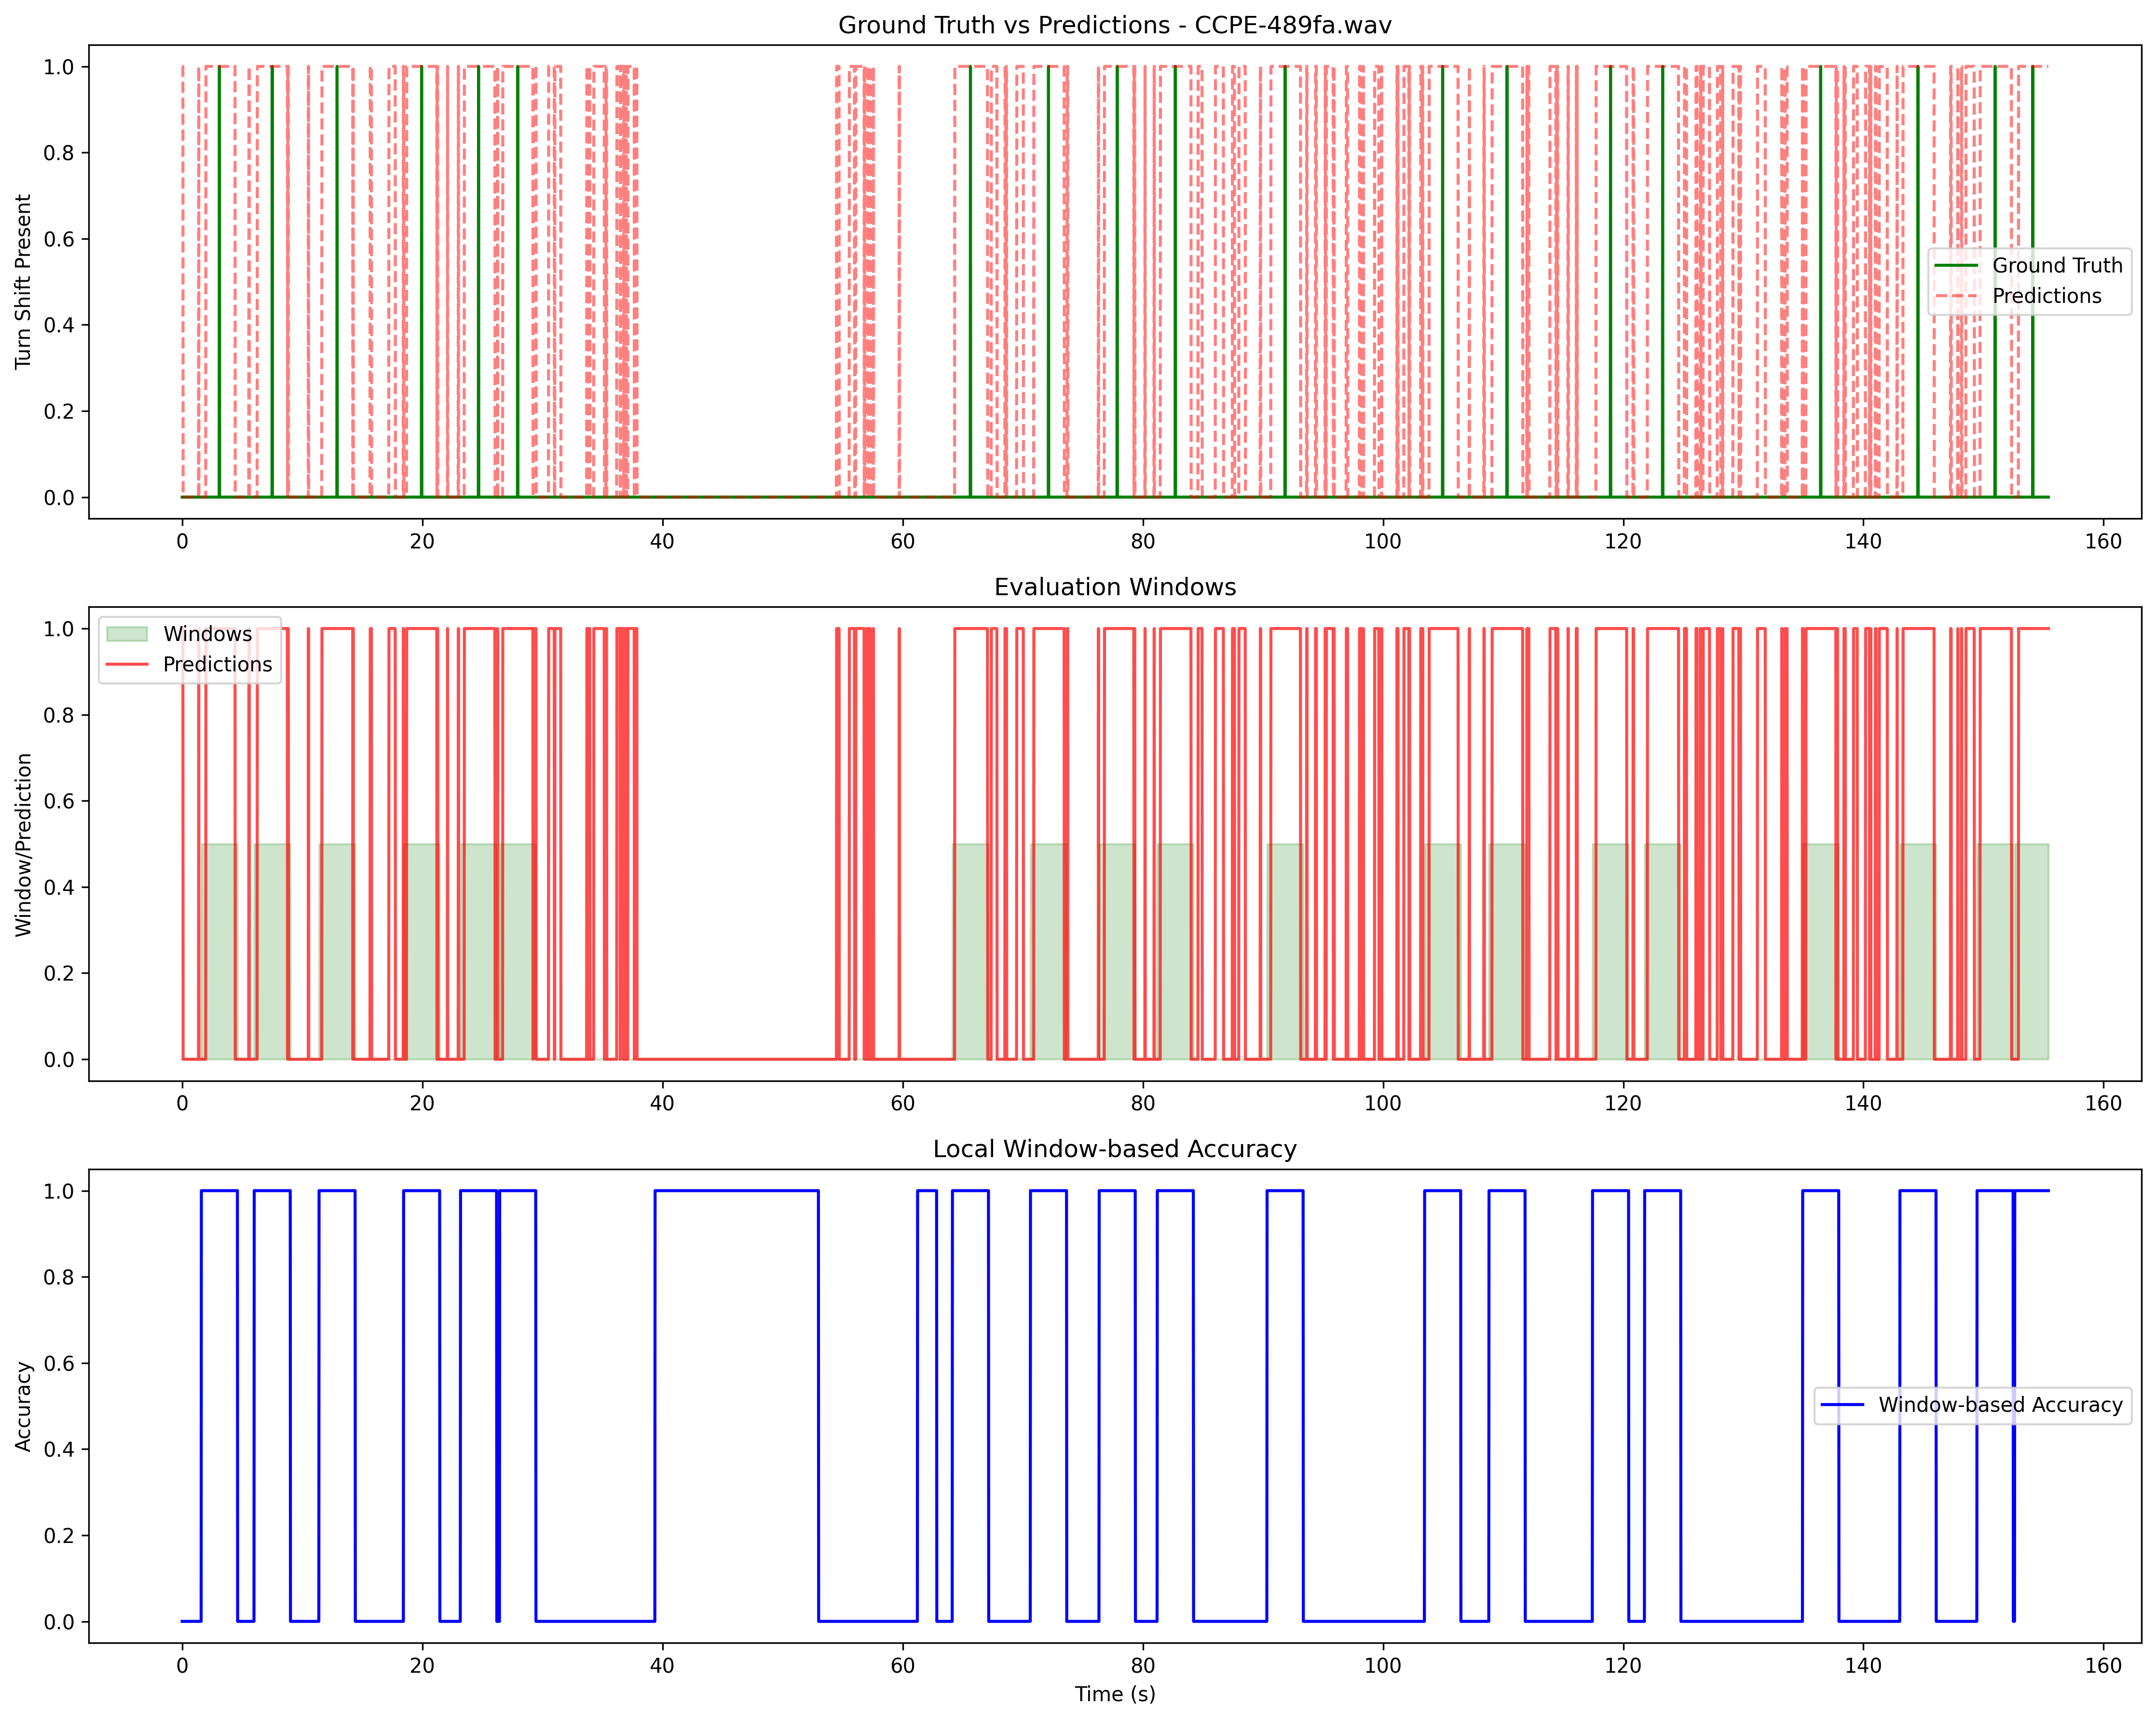 Ground Truth vs Predictions - CCPE-489fa.wav
1.0
0.8
0.6
0.4
0.2
0.0
Turn Shift Present
Ground Truth
Predictions
0 20 40 60 80 100 120 140 160
Evaluation Windows
1.0
0.8
0.6
0.4
0.2
0.0
Window/Prediction
Windows
Predictions
0 20 40 60 80 100 120 140 160
Local Window-based Accuracy
1.0
0.8
0.6
0.4
0.2
0.0
Accuracy
Window-based Accuracy
0 20 40 60 80 100 120 140 160
Time (s)